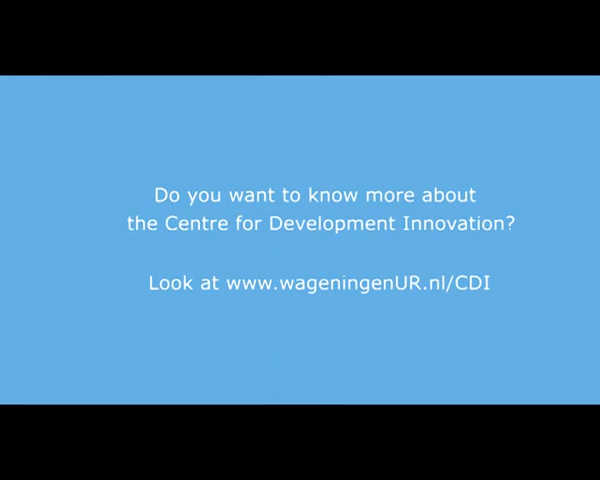 Do you want to know more about
the Centre for Development Innovation?
Look at www.wageningenUR.nl/CDI